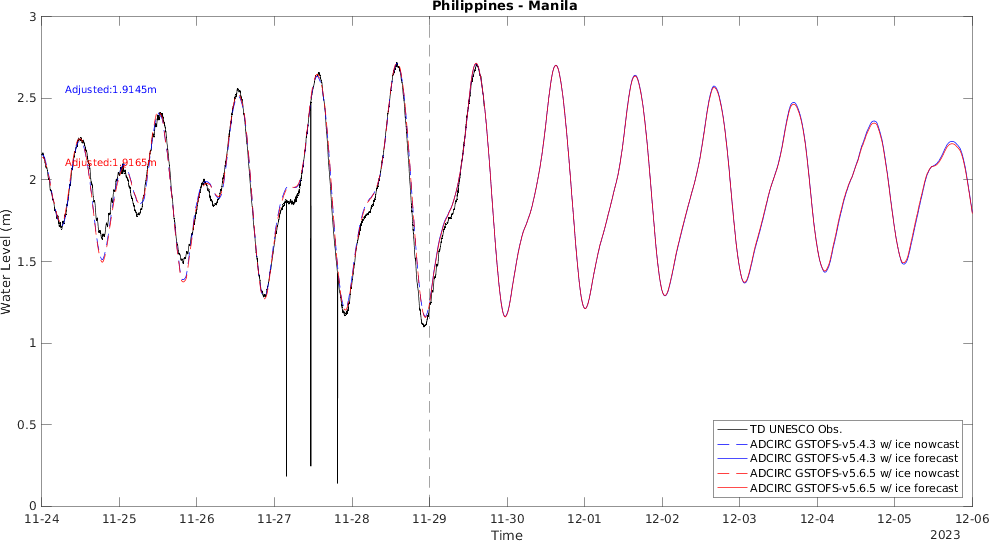 Philippines - Manila
3
2.5
2
1.5
1
0.5
0
Water Level (m)
Adjusted:1.9145m
Adjusted:1.9165m
TD UNESCO Obs.
ADCIRC GSTOFS-v5.4.3 w/ ice nowcast
ADCIRC GSTOFS-v5.4.3 w/ ice forecast
ADCIRC GSTOFS-v5.6.5 w/ ice nowcast
ADCIRC GSTOFS-v5.6.5 w/ ice forecast
11-24 11-25 11-26 11-27 11-28 11-29 11-30 12-01 12-02 12-03 12-04 12-05 12-06
Time
2023